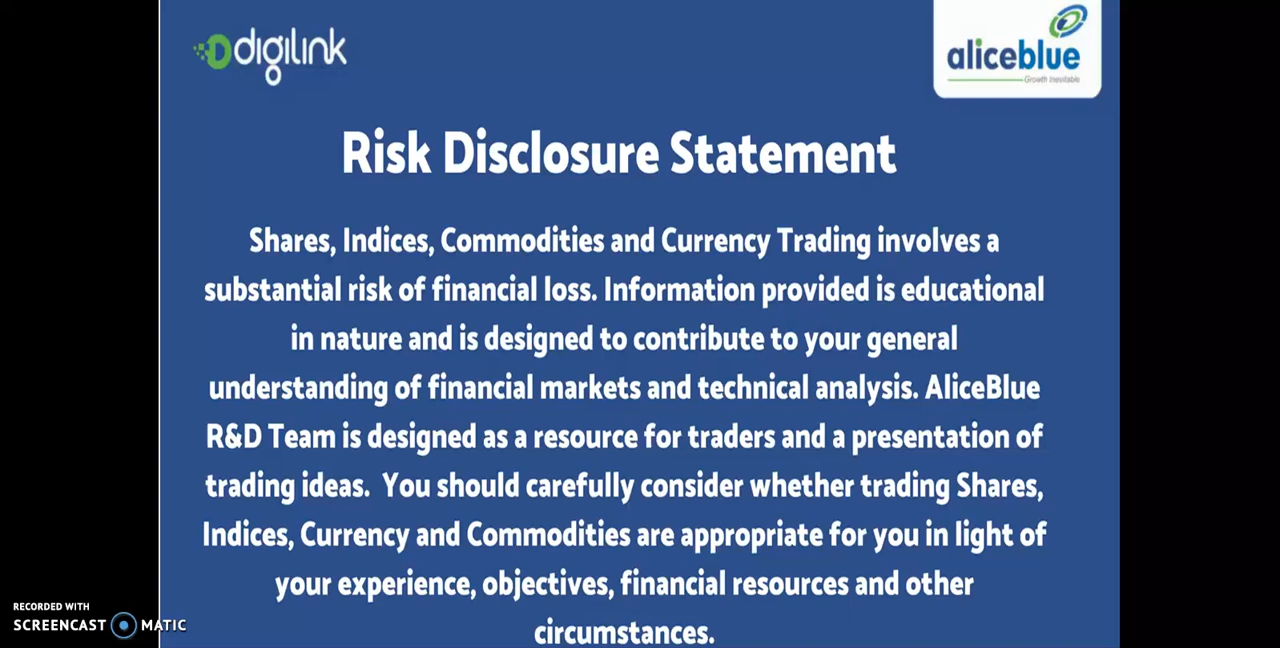 digilink
aliceblue
Growth Inevitable
Risk Disclosure Statement
Shares, Indices, Commodities and Currency Trading involves a
substantial risk of financial loss. Information provided is educational
in nature and is designed to contribute to your general
understanding of financial markets and technical analysis. AliceBlue
R&D Team is designed as a resource for traders and a presentation of
trading ideas.  You should carefully consider whether trading Shares,
Indices, Currency and Commodities are appropriate for you in light of
your experience, objectives, financial resources and other
circumstances.
RECORDED WITH
SCREENCAST MATIC